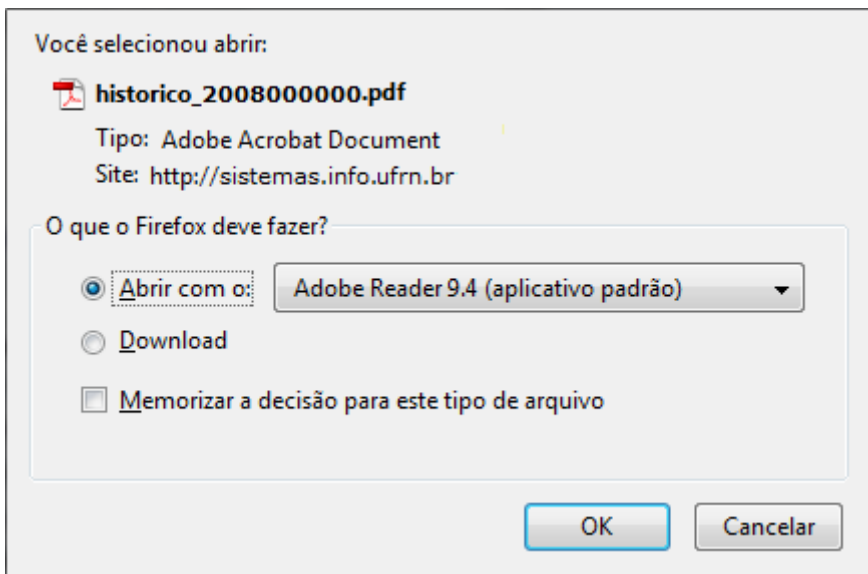 Você selecionou abrir:
historico_2008000000.pdf
Tipo: Adobe Acrobat Document
Site: http://sistemas.info.ufrn.br
O que o Firefox deve fazer?
Abrir com o: Adobe Reader 9.4 (aplicativo padrão)
Download
Memorizar a decisão para este tipo de arquivo
OK Cancelar